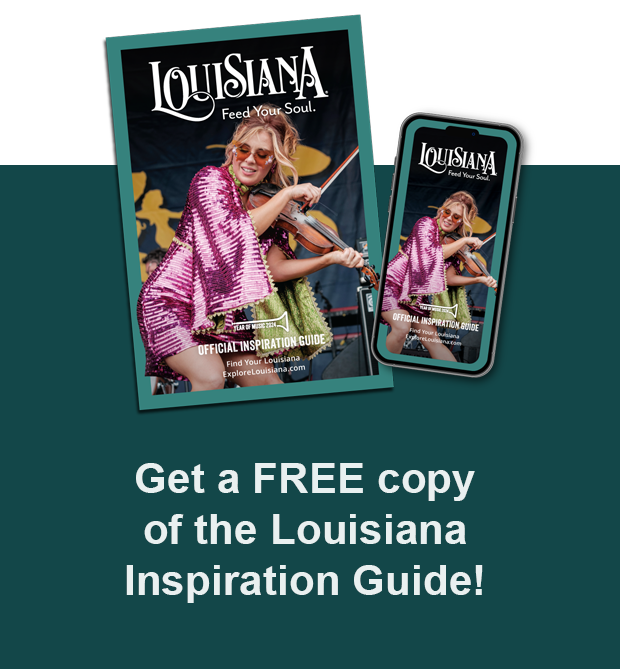 LOUISIANA
Feed Your Soul.
YEAR OF MUSIC 2024
OFFICIAL INSPIRATION GUIDE
Find Your Louisiana
ExploreLouisiana.com
LOUISIANA
Feed Your Soul.
YEAR OF MUSIC 2024
OFFICIAL INSPIRATION GUIDE
Find Your Louisiana
ExploreLouisiana.com
Get a FREE copy
of the Louisiana
Inspiration Guide!